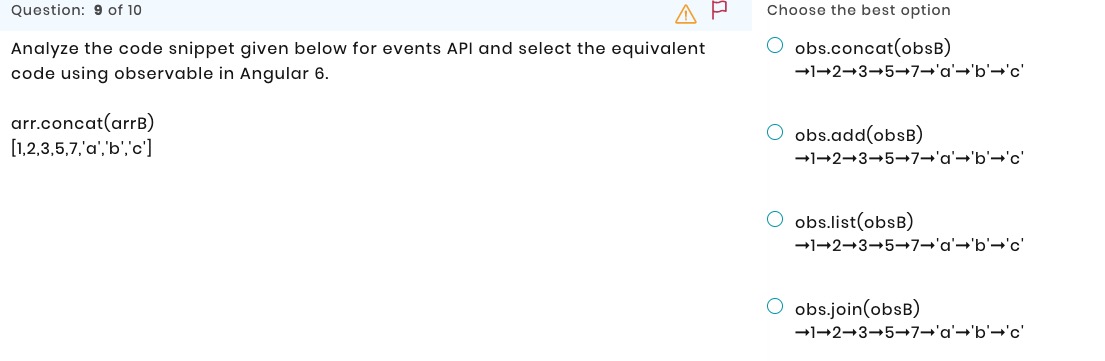 Question: 9 of 10
Analyze the code snippet given below for events API and select the equivalent
code using observable in Angular 6.
arr.concat(arrB)
[1,2,3,5,7,'a','b','c']
Choose the best option
obs.concat(obsB)
→1→2→3→5→7→'a'→'b'→'c'
obs.add(obsB)
→1→2→3→5→7→'a'→'b'→'c'
obs.list(obsB)
→1→2→3→5→7→'a'→'b'→'c'
obs.join(obsB)
→1→2→3→5→7→'a'→'b'→'c'